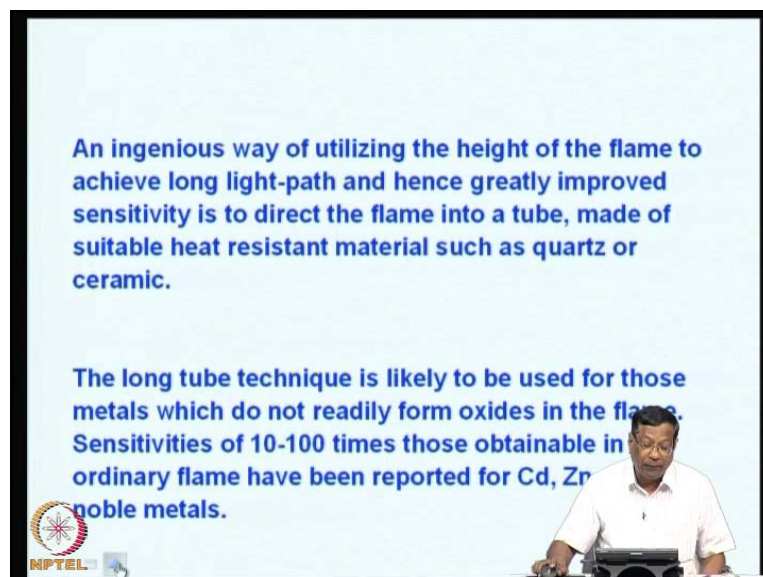 An ingenious way of utilizing the height of the flame to
achieve long light-path and hence greatly improved
sensitivity is to direct the flame into a tube, made of
suitable heat resistant material such as quartz or
ceramic.
The long tube technique is likely to be used for those
metals which do not readily form oxides in the flame.
Sensitivities of 10-100 times those obtainable in
ordinary flame have been reported for Cd, Zn
noble metals.
NPTEL